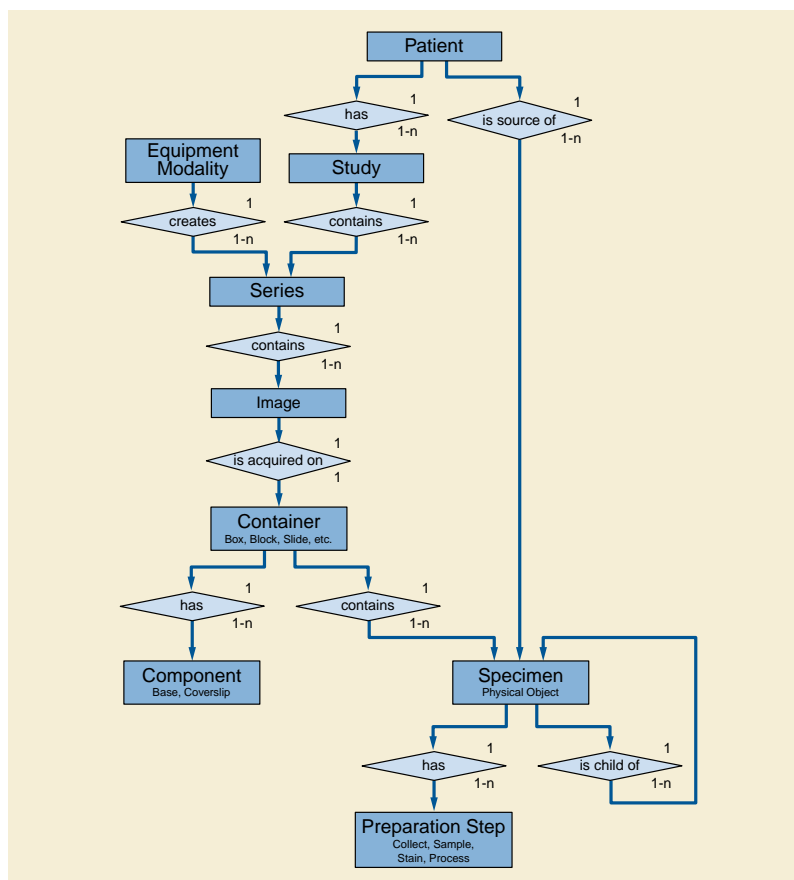 Patient
1
1
has
is source of
1-n
1-n
Equipment
Modality
Study
1
1
creates
contains
1-n
1-n
Series
1
contains
1-n
Image
1
is acquired on
1
Container
Box, Block, Slide, etc.
1
1
has
contains
1-n
1-n
Component
Base, Coverslip
Specimen
Physical Object
1
1
has
is child of
1-n
1-n
Preparation Step
Collect, Sample,
Stain, Process